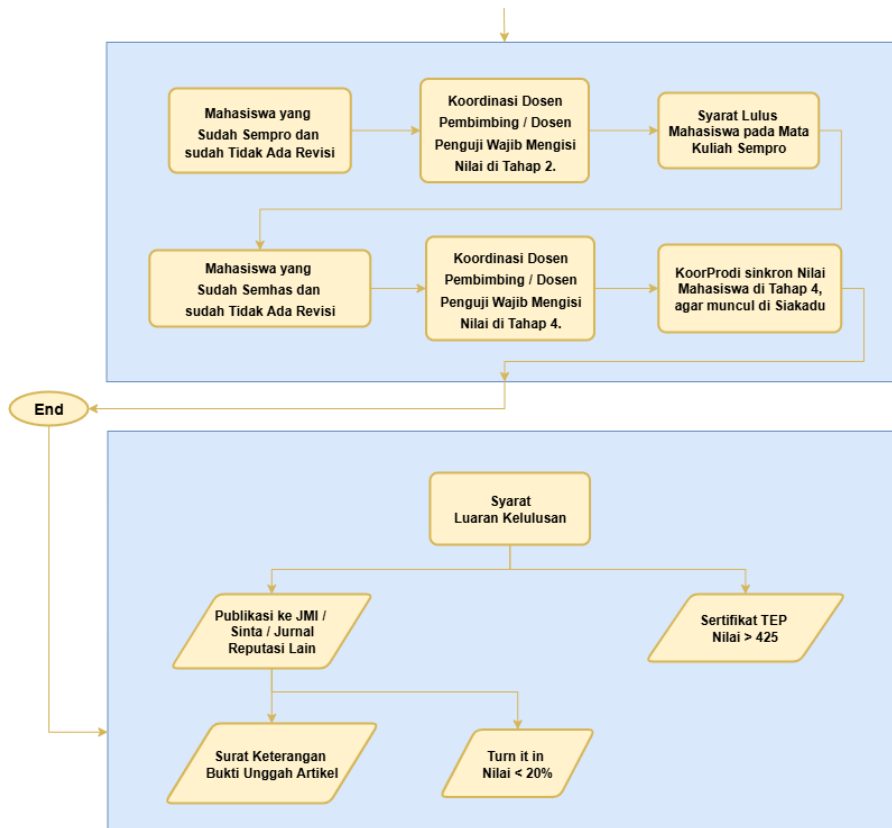 Mahasiswa yang
Sudah Sempro dan
sudah Tidak Ada Revisi
Koordinasi Dosen
Pembimbing / Dosen
Penguji Wajib Mengisi
Nilai di Tahap 2.
Syarat Lulus
Mahasiswa pada Mata
Kuliah Sempro
Mahasiswa yang
Sudah Semhas dan
sudah Tidak Ada Revisi
Koordinasi Dosen
Pembimbing / Dosen
Penguji Wajib Mengisi
Nilai di Tahap 4.
KoorProdi sinkron Nilai
Mahasiswa di Tahap 4,
agar muncul di Siakadu
End
Syarat
Luaran Kelulusan
Publikasi ke JMI /
Sinta / Jurnal
Reputasi Lain
Sertifikat TEP
Nilai > 425
Surat Keterangan
Bukti Unggah Artikel
Turn it in
Nilai < 20%